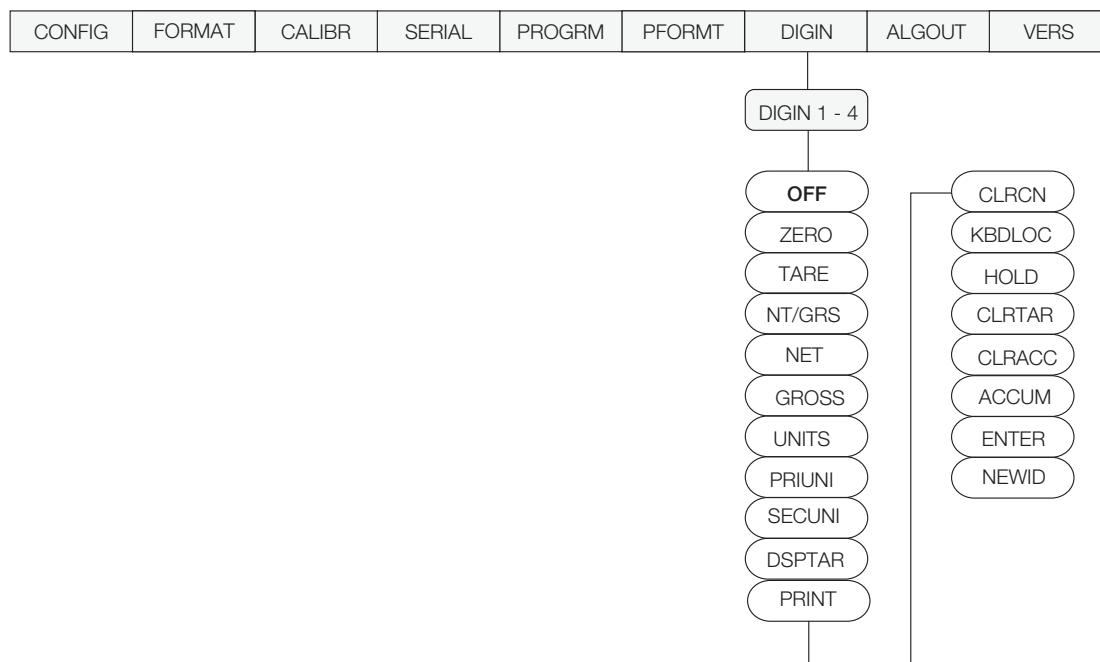 CONFIG FORMAT CALIBR SERIAL PROGRM PFORMT DIGIN ALGOUT VERS
DIGIN 1 - 4
OFF
ZERO
TARE
NT/GRS
NET
GROSS
UNITS
PRIUNI
SECUNI
DSPTAR
PRINT
CLRCN
KBDLOC
HOLD
CLRTAR
CLRACC
ACCUM
ENTER
NEWID